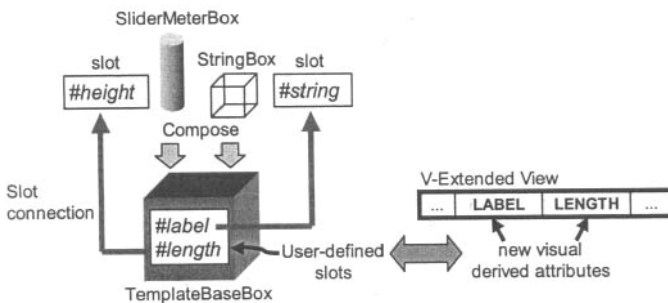 SliderMeterBox
slot
StringBox
slot
#height
#string
Compose
Slot
connection
#label
#length
User-defined
slots
TemplateBaseBox
V-Extended View
... LABEL LENGTH ...
new visual
derived attributes